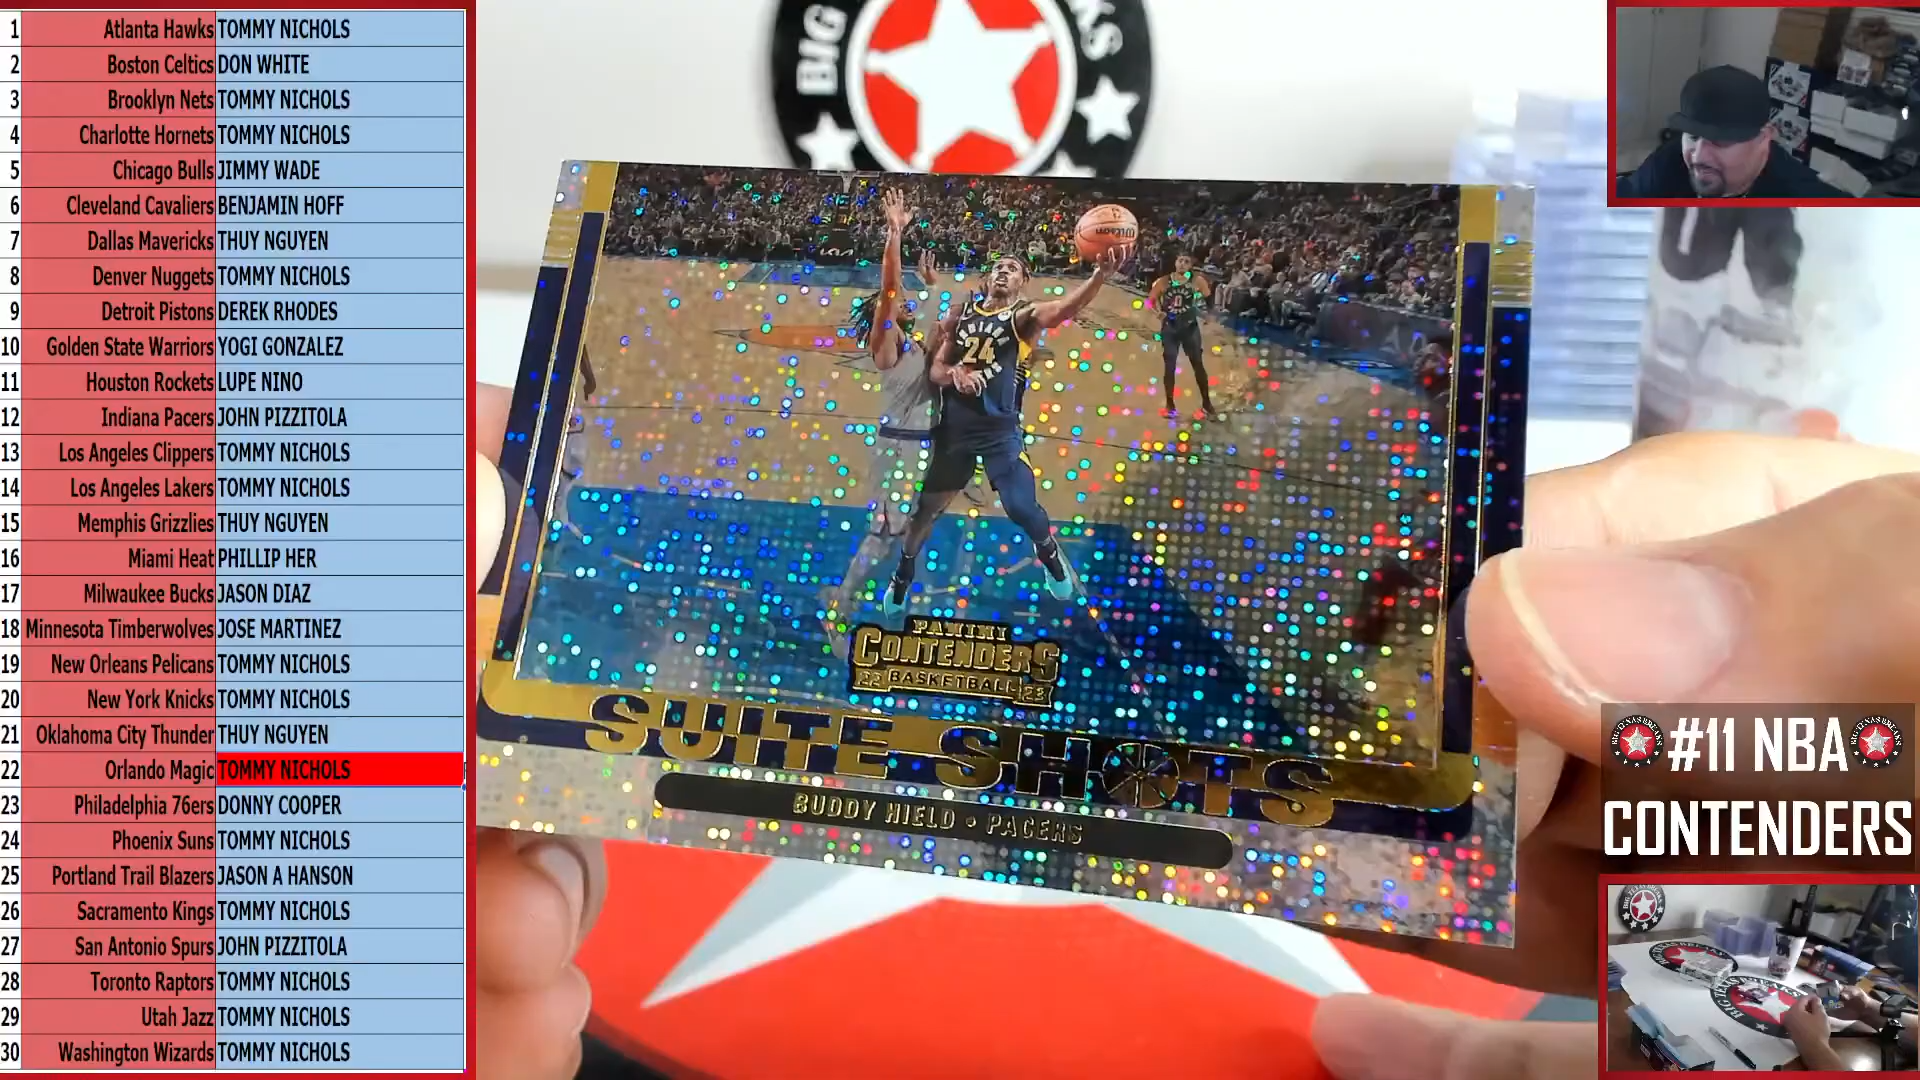 1 Atlanta Hawks TOMMY NICHOLS
2 Boston Celtics DON WHITE
3 Brooklyn Nets TOMMY NICHOLS
4 Charlotte Hornets TOMMY NICHOLS
5 Chicago Bulls JIMMY WADE
6 Cleveland Cavaliers BENJAMIN HOFF
7 Dallas Mavericks THUY NGUYEN
8 Denver Nuggets TOMMY NICHOLS
9 Detroit Pistons DEREK RHODES
10 Golden State Warriors YOGI GONZALEZ
11 Houston Rockets LUPE NINO
12 Indiana Pacers JOHN PIZZITOLA
13 Los Angeles Clippers TOMMY NICHOLS
14 Los Angeles Lakers TOMMY NICHOLS
15 Memphis Grizzlies THUY NGUYEN
16 Miami Heat PHILLIP HER
17 Milwaukee Bucks JASON DIAZ
18 Minnesota Timberwolves JOSE MARTINEZ
19 New Orleans Pelicans TOMMY NICHOLS
20 New York Knicks TOMMY NICHOLS
21 Oklahoma City Thunder THUY NGUYEN
22 Orlando Magic TOMMY NICHOLS
23 Philadelphia 76ers DONNY COOPER
24 Phoenix Suns TOMMY NICHOLS
25 Portland Trail Blazers JASON A HANSON
26 Sacramento Kings TOMMY NICHOLS
27 San Antonio Spurs JOHN PIZZITOLA
28 Toronto Raptors TOMMY NICHOLS
29 Utah Jazz TOMMY NICHOLS
30 Washington Wizards TOMMY NICHOLS
BIG
Wilson
24
PANINI
CONTENDERS
22 BASKETBALL 23
SUITE SHOTS
BUDDY HIELD • PACERS
#11 NBA
CONTENDERS